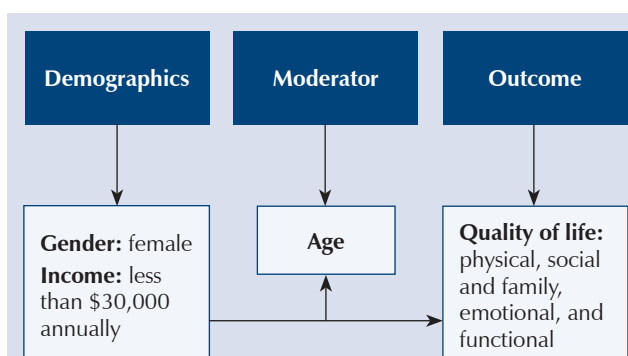 Demographics
Moderator
Outcome
Gender: female
Income: less
than $30,000
annually
Age
Quality of life:
physical, social
and family,
emotional, and
functional